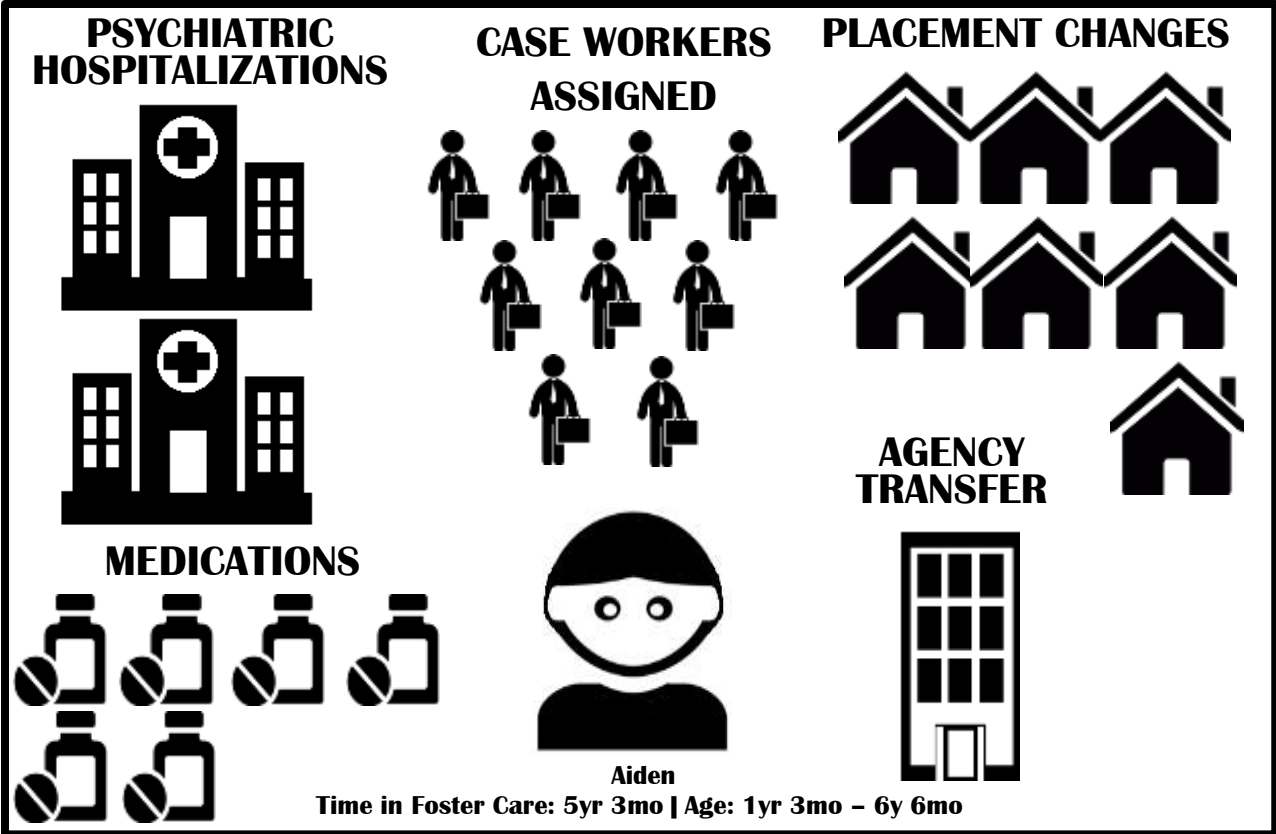 PSYCHIATRIC
HOSPITALIZATIONS
CASE WORKERS
ASSIGNED
PLACEMENT CHANGES
AGENCY
TRANSFER
MEDICATIONS
Aiden
Time in Foster Care: 5yr 3mo | Age: 1yr 3mo – 6y 6mo